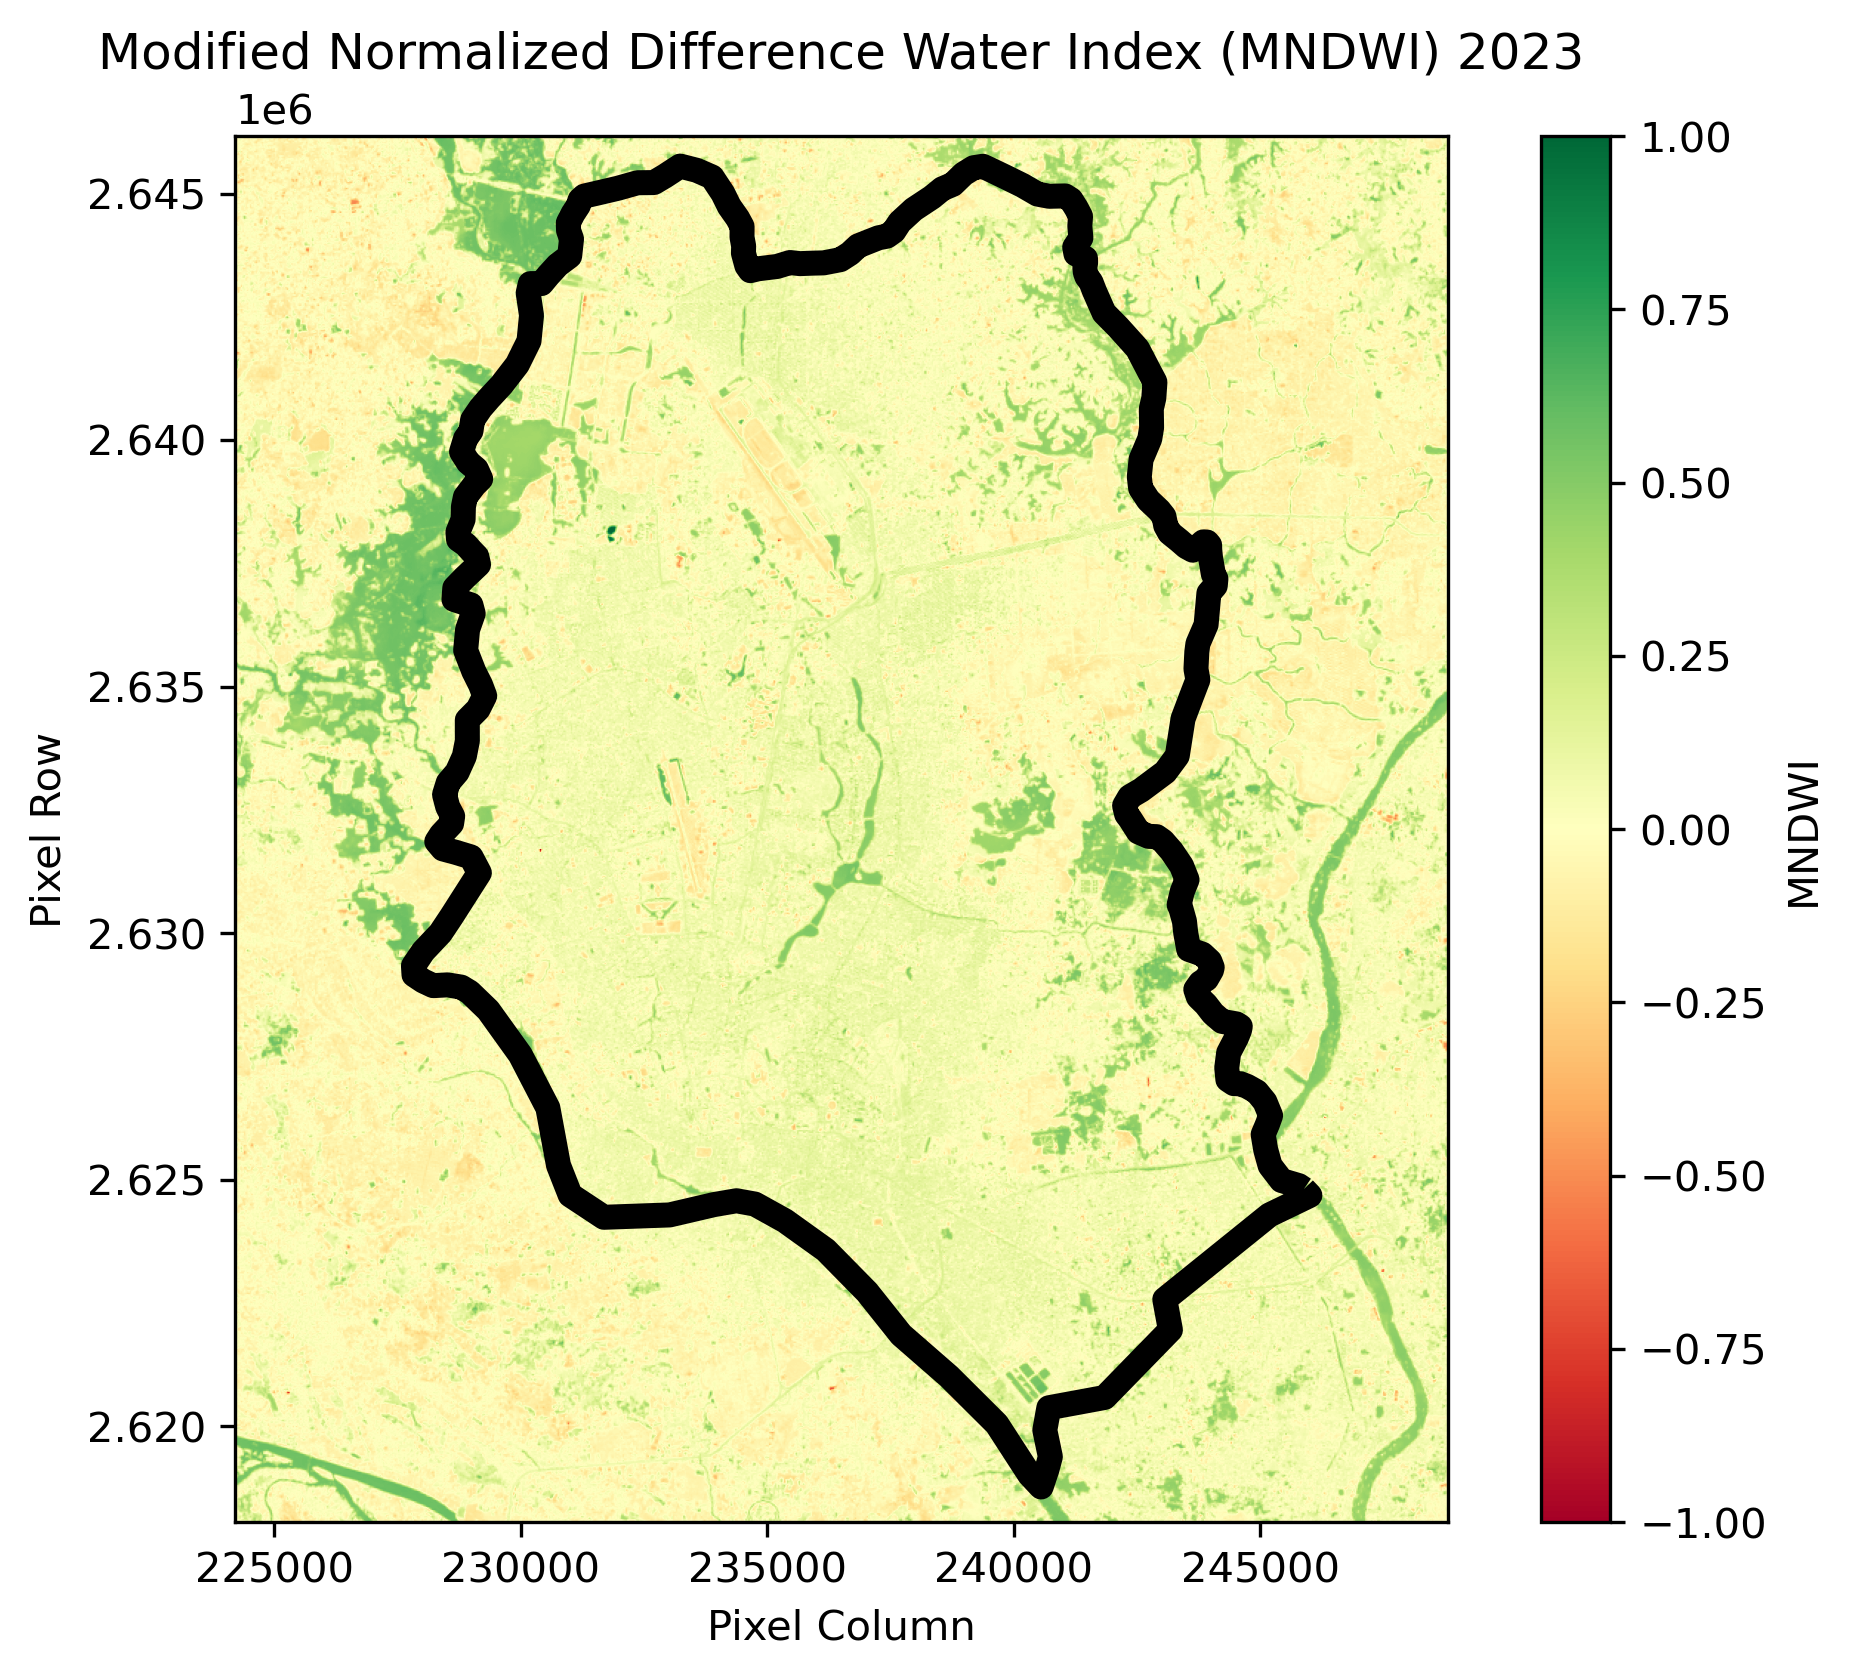 Modified Normalized Difference Water Index (MNDWI) 2023
1e6
2.645
2.640
2.635
2.630
2.625
2.620
Pixel Row
225000 230000 235000 240000 245000
Pixel Column
1.00
0.75
0.50
0.25
0.00
−0.25
−0.50
−0.75
−1.00
MNDWI